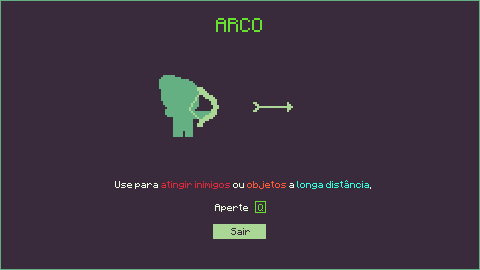 ARCO
Use para atingir inimigos ou objetos a longa distância,
Aperte Q
Sair